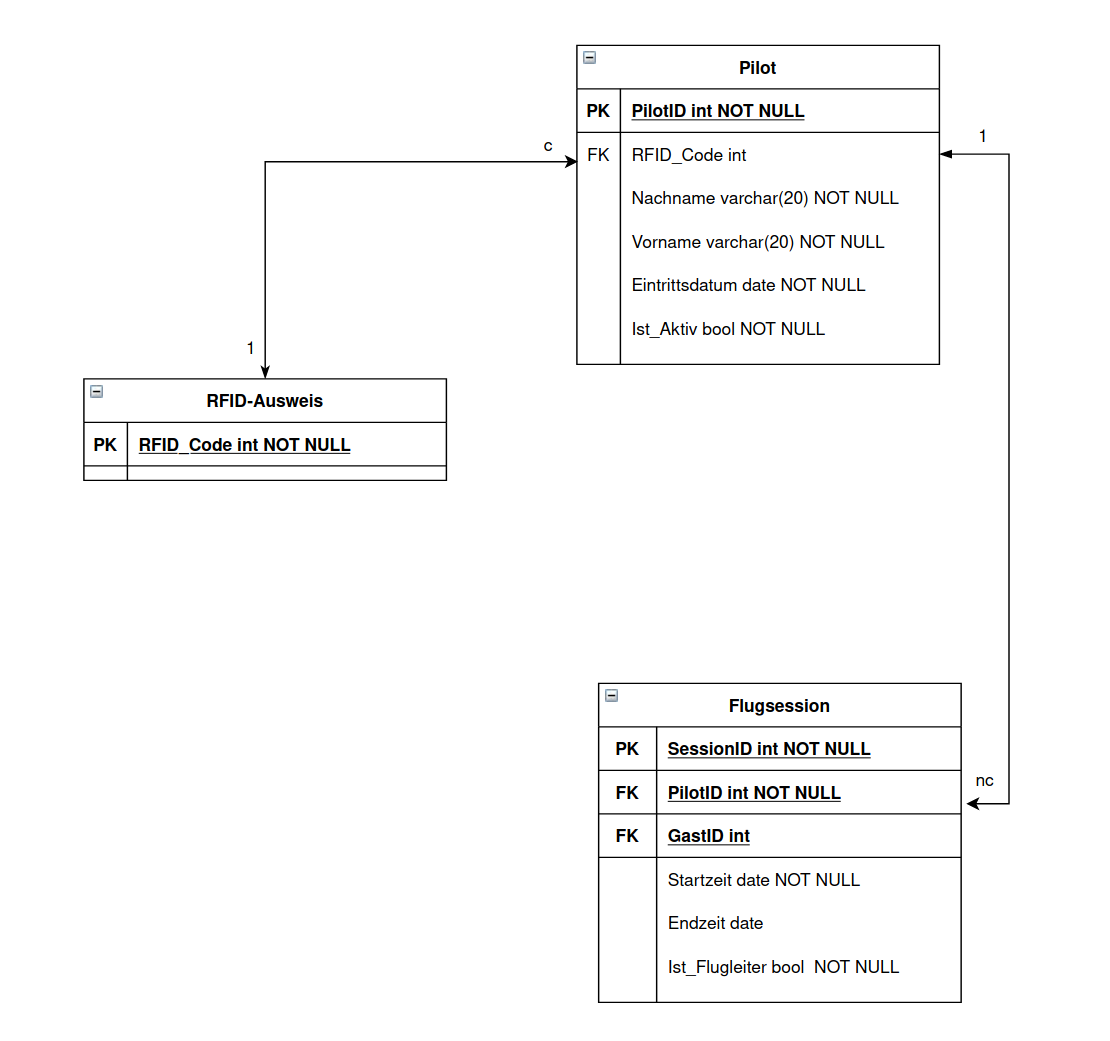 Pilot
PK PilotID int NOT NULL
FK RFID_Code int
Nachname varchar(20) NOT NULL
Vorname varchar(20) NOT NULL
Eintrittsdatum date NOT NULL
Ist_Aktiv bool NOT NULL
c
1
1
RFID-Ausweis
PK RFID_Code int NOT NULL
Flugsession
PK SessionID int NOT NULL
FK PilotID int NOT NULL
FK GastID int
Startzeit date NOT NULL
Endzeit date
Ist_Flugleiter bool  NOT NULL
nc